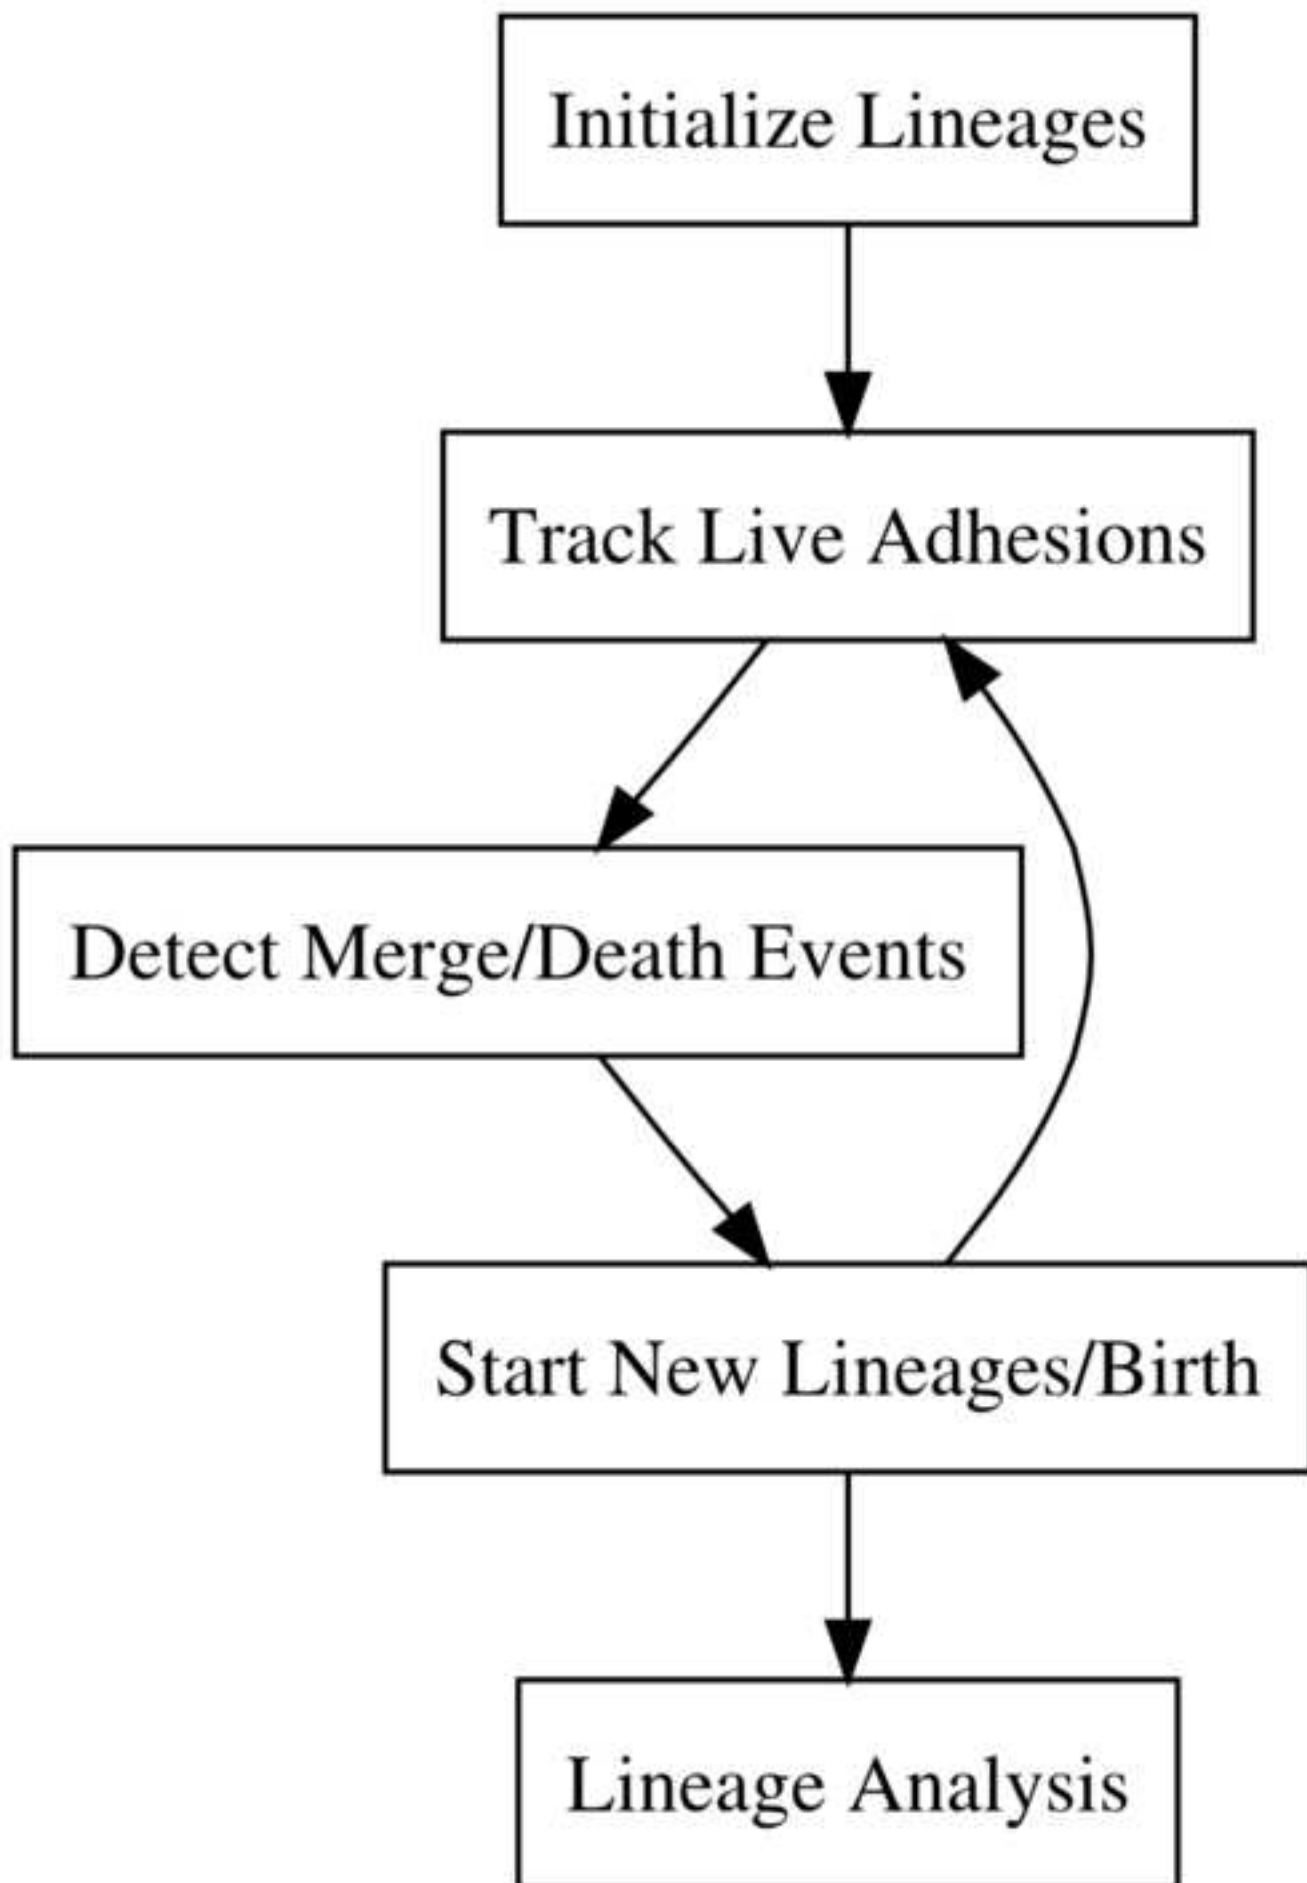 Initialize Lineages
Track Live Adhesions
Detect Merge/Death Events
Start New Lineages/Birth
Lineage Analysis